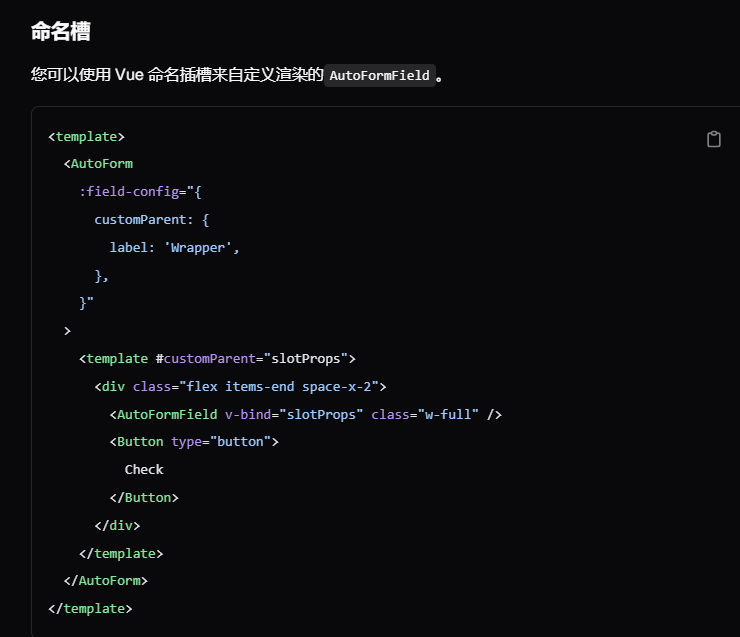 命名槽
您可以使用 Vue 命名插槽来自定义渲染的 AutoFormField 。
<template>
  <AutoForm
    :field-config="{
      customParent: {
        label: 'Wrapper',
      },
    }"
  >
    <template #customParent="slotProps">
      <div class="flex items-end space-x-2">
        <AutoFormField v-bind="slotProps" class="w-full" />
        <Button type="button">
          Check
        </Button>
      </div>
    </template>
  </AutoForm>
</template>